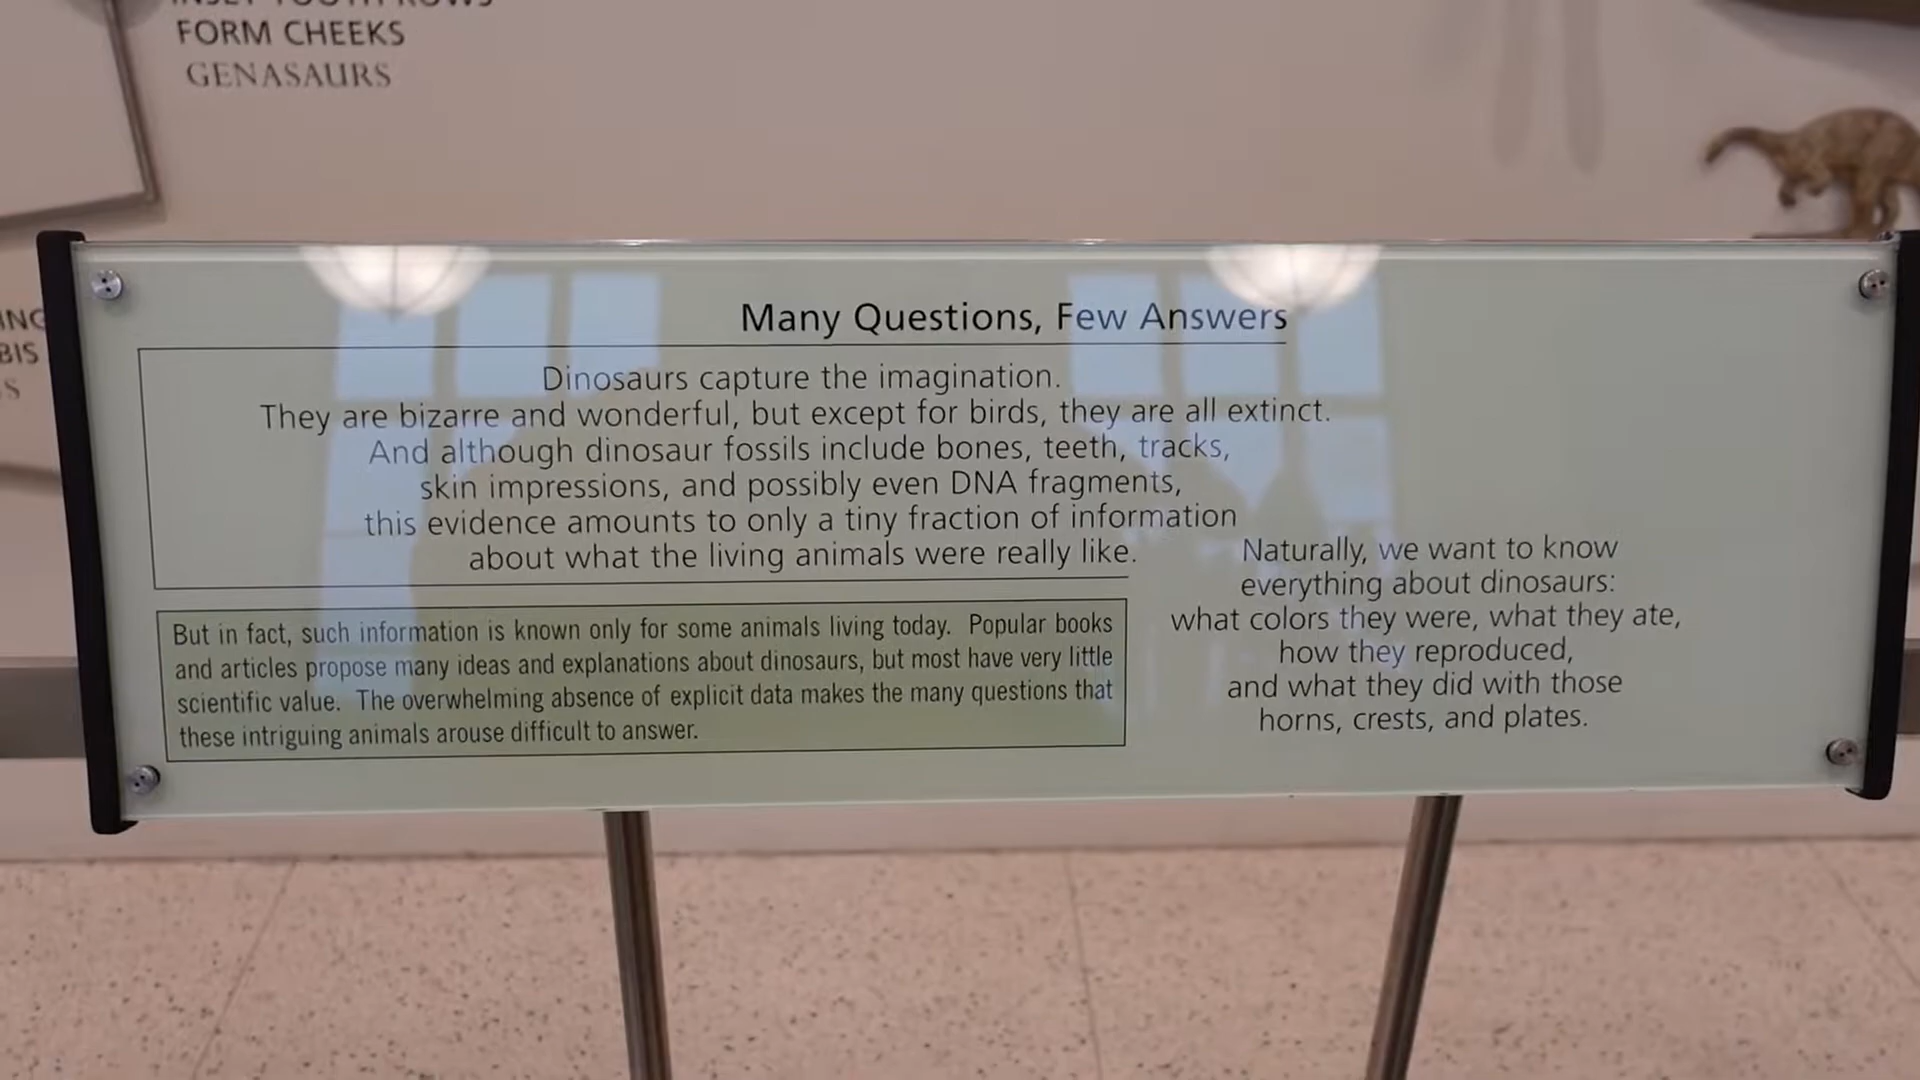 FORM CHEEKS
GENASAURS
Many Questions, Few Answers
Dinosaurs capture the imagination.
They are bizarre and wonderful, but except for birds, they are all extinct.
And although dinosaur fossils include bones, teeth, tracks,
skin impressions, and possibly even DNA fragments,
this evidence amounts to only a tiny fraction of information
about what the living animals were really like.
Naturally, we want to know
everything about dinosaurs:
what colors they were, what they ate,
how they reproduced,
and what they did with those
horns, crests, and plates.
But in fact, such information is known only for some animals living today. Popular books
and articles propose many ideas and explanations about dinosaurs, but most have very little
scientific value. The overwhelming absence of explicit data makes the many questions that
these intriguing animals arouse difficult to answer.